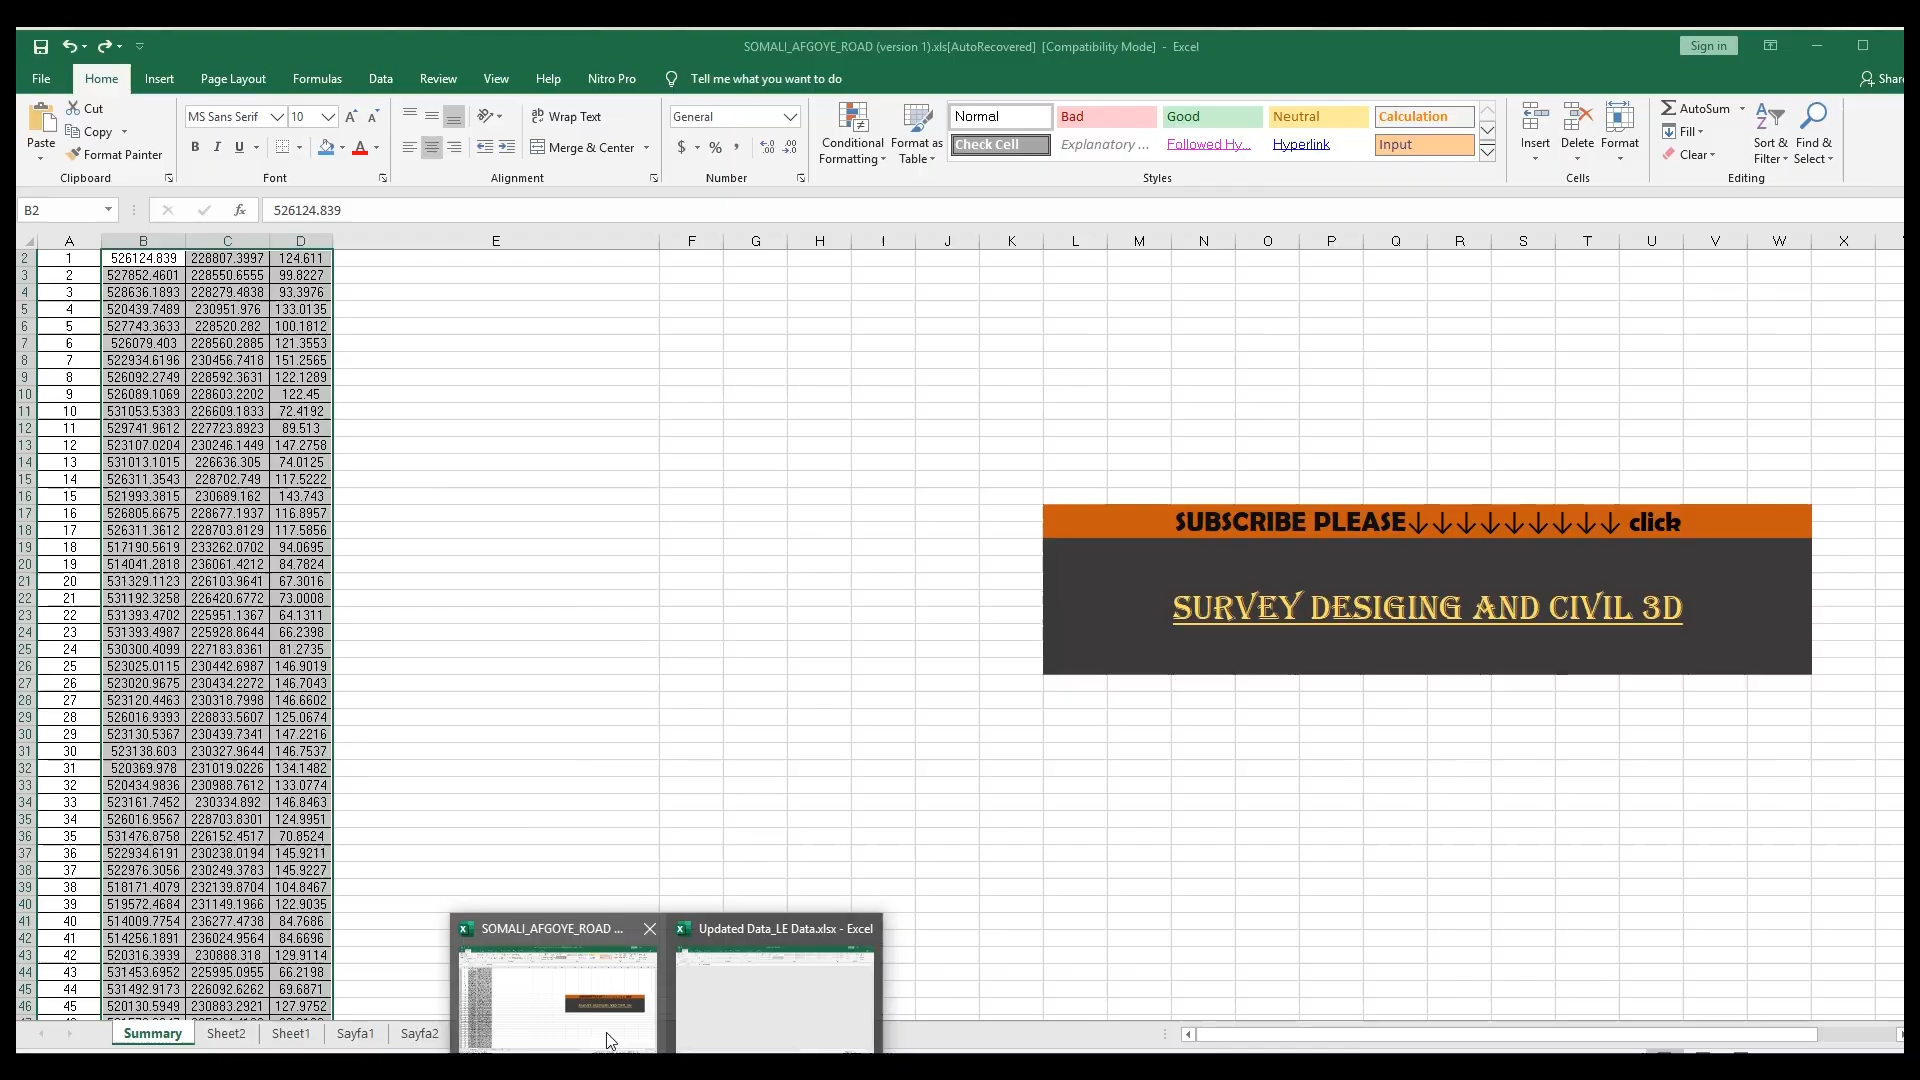 SOMALI_AFGOYE_ROAD (version 1).xls[AutoRecovered] [Compatibility Mode] - Excel
Sign in
File Home Insert Page Layout Formulas Data Review View Help Nitro Pro Tell me what you want to do Shar
Paste Cut Copy Format Painter Clipboard
MS Sans Serif 10 A A B I U A Font
Wrap Text Merge & Center Alignment
General $ % , Number
Conditional Formatting Format as Table
Normal Bad Good Neutral Calculation
Check Cell Explanatory ... Followed Hy... Hyperlink Input
Styles
Insert Delete Format Cells
AutoSum Fill Clear Sort & Filter Find & Select Editing
B2 fx 526124.839
A B C D E F G H I J K L M N O P Q R S T U V W X
2 1 526124.839 228807.3997 124.611
3 2 527852.4601 228550.6555 99.8227
4 3 528636.1893 228279.4838 93.3976
5 4 520439.7489 230951.976 133.0135
6 5 527743.3633 228520.282 100.1812
7 6 526079.403 228560.2885 121.3553
8 7 522934.6196 230456.7418 151.2565
9 8 526092.2749 228592.3631 122.1289
10 9 526089.1069 228603.2202 122.45
11 10 531053.5383 226609.1833 72.4192
12 11 529741.9612 227723.8923 89.513
13 12 523107.0204 230246.1449 147.2758
14 13 531013.1015 226636.305 74.0125
15 14 526311.3543 228702.749 117.5222
16 15 521993.3815 230689.162 143.743
17 16 526805.6675 228677.1937 116.8957
18 17 526311.3612 228703.8129 117.5856
19 18 517190.5619 233262.0702 94.0695
20 19 514041.2818 236061.4212 84.7824
21 20 531329.1123 226103.9641 67.3016
22 21 531192.3258 226420.6772 73.0008
23 22 531393.4702 225951.1367 64.1311
24 23 531393.4987 225928.8644 66.2398
25 24 530300.4099 227183.8361 81.2735
26 25 523025.0115 230442.6987 146.9019
27 26 523020.9675 230434.2272 146.7043
28 27 523120.4463 230318.7998 146.6602
29 28 526016.9393 228833.5607 125.0674
30 29 523130.5367 230439.7341 147.2216
31 30 523138.603 230327.9644 146.7537
32 31 520369.978 231019.0226 134.1482
33 32 520434.9836 230988.7612 133.0774
34 33 523161.7452 230334.892 146.8463
35 34 526016.9567 228703.8301 124.9951
36 35 531476.8758 226152.4517 70.8524
37 36 522934.6191 230238.0194 145.9211
38 37 522976.3056 230249.3783 145.9227
39 38 518171.4079 232139.8704 104.8467
40 39 519572.4684 231149.1966 122.9035
41 40 514009.7754 236277.4738 84.7686
42 41 514256.1891 236024.9564 84.6696
43 42 520316.3939 230888.318 129.9114
44 43 531453.6952 225995.0955 66.2198
45 44 531492.9173 226092.6262 69.6871
46 45 520130.5949 230883.2921 127.9752
SUBSCRIBE PLEASE↓↓↓↓↓↓↓↓↓ click
SURVEY DESIGING AND CIVIL 3D
SOMALI_AFGOYE_ROAD ... Updated Data_LE Data.xlsx - Excel
Summary Sheet2 Sheet1 Sayfa1 Sayfa2